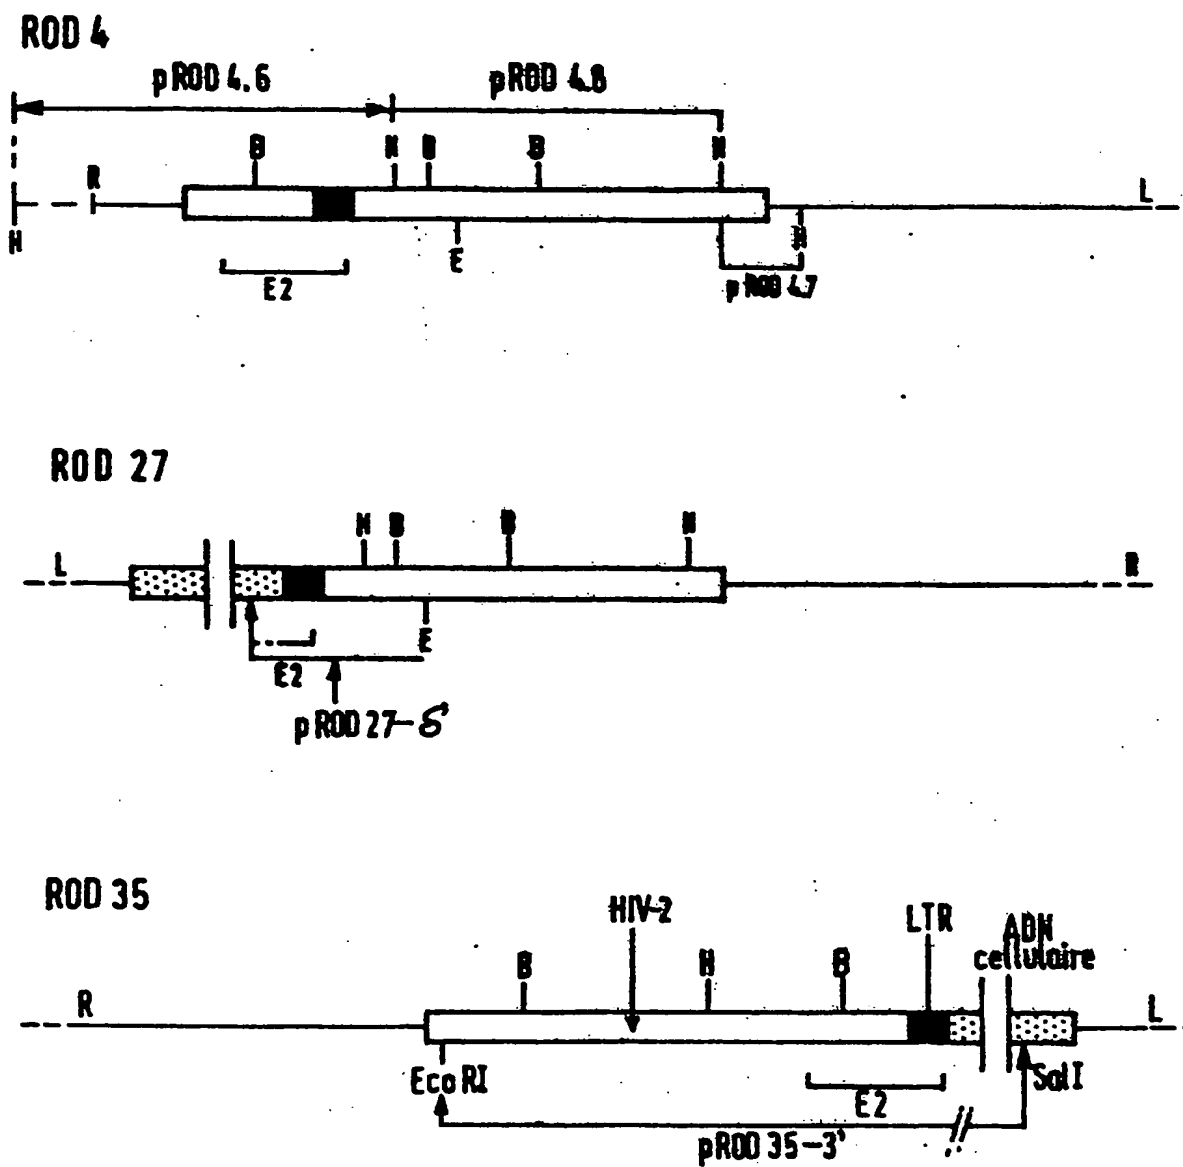 ROD 4
pROD 4.6
pROD 4.8
B
H
B
B
H
R
L
H
E
H
E2
pROD 4.7
ROD 27
H
B
B
H
L
R
E
E2
pROD 27-5'
ROD 35
HIV-2
LTR
ADN
cellulaire
B
H
B
R
L
EcoRI
SalI
E2
pROD 35-3'